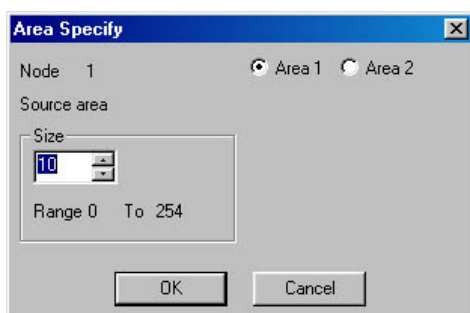 Area Specify
Node 1 Area 1 Area 2
Source area
Size
10
Range 0 To 254
OK Cancel